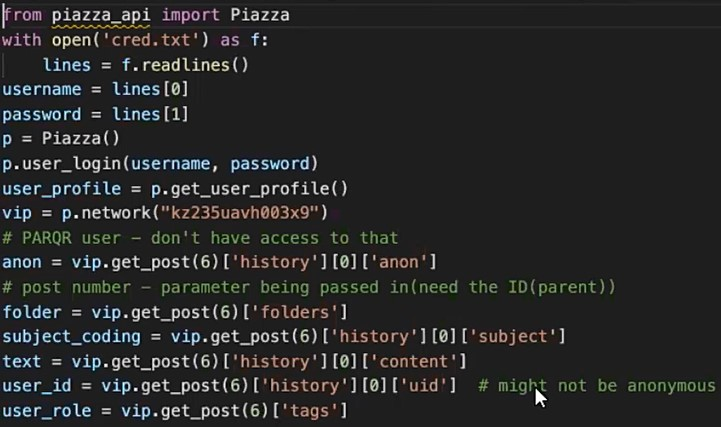 from piazza_api import Piazza
with open('cred.txt') as f:
    lines = f.readlines()
username = lines[0]
password = lines[1]
p = Piazza()
p.user_login(username, password)
user_profile = p.get_user_profile()
vip = p.network("kz235uavh003x9")
# PARQR user – don't have access to that
anon = vip.get_post(6)['history'][0]['anon']
# post number – parameter being passed in(need the ID(parent))
folder = vip.get_post(6)['folders']
subject_coding = vip.get_post(6)['history'][0]['subject']
text = vip.get_post(6)['history'][0]['content']
user_id = vip.get_post(6)['history'][0]['uid']  # might not be anonymous
user_role = vip.get_post(6)['tags']